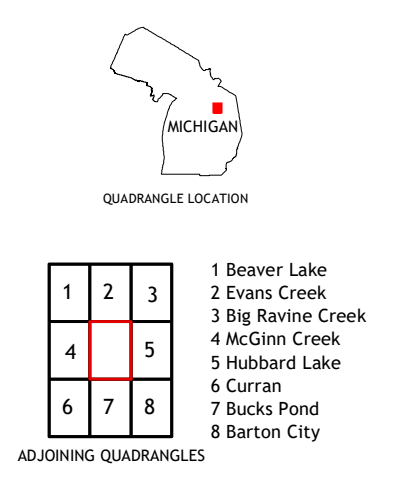 MICHIGAN
QUADRANGLE LOCATION
1 2 3
4 5
6 7 8
1 Beaver Lake
2 Evans Creek
3 Big Ravine Creek
4 McGinn Creek
5 Hubbard Lake
6 Curran
7 Bucks Pond
8 Barton City
ADJOINING QUADRANGLES